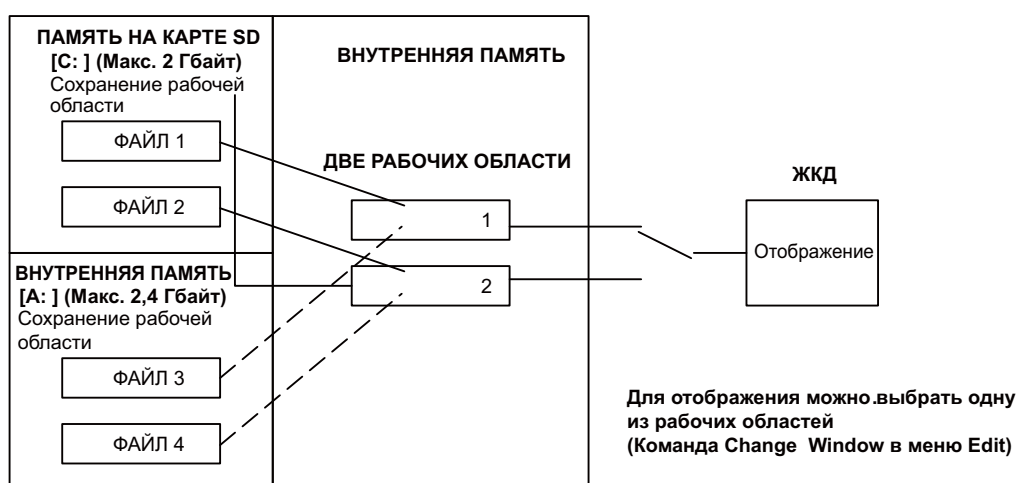 ПАМЯТЬ НА КАРТЕ SD
[C: ] (Макс. 2 Гбайт)
Сохранение рабочей
области
ФАЙЛ 1
ФАЙЛ 2
ВНУТРЕННЯЯ ПАМЯТЬ
[A: ] (Макс. 2,4 Гбайт)
Сохранение рабочей
области
ФАЙЛ 3
ФАЙЛ 4
ВНУТРЕННЯЯ ПАМЯТЬ
ДВЕ РАБОЧИХ ОБЛАСТИ
1
2
ЖКД
Отображение
Для отображения можно.выбрать одну
из рабочих областей
(Команда Change Window в меню Edit)